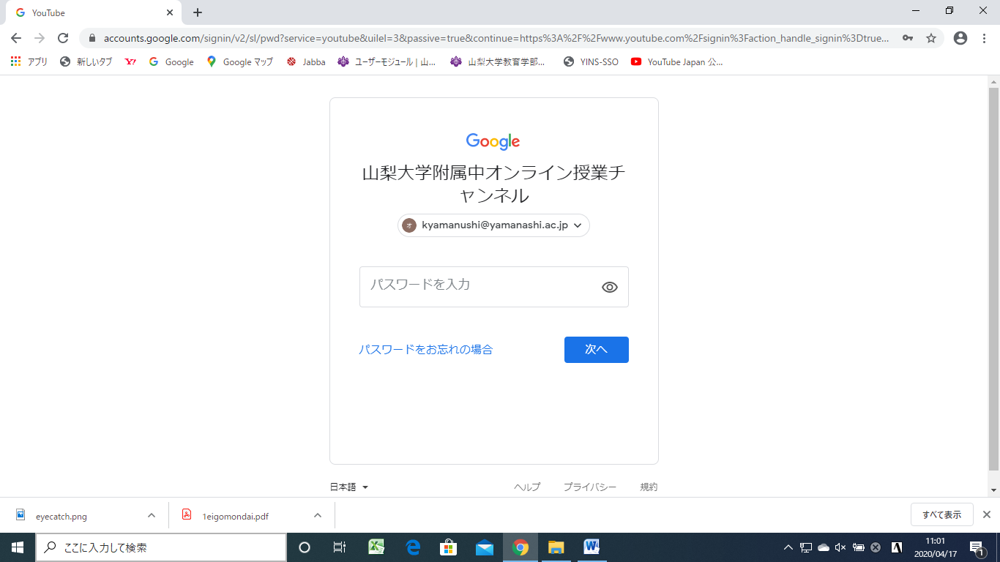 YouTube
accounts.google.com/signin/v2/sl/pwd?service=youtube&uilel=3&passive=true&continue=https%3A%2F%2Fwww.youtube.com%2Fsignin%3Faction_handle_signin%3Dtrue...
アプリ 新しいタブ Y! Google Google マップ Jabba ユーザーモジュール | 山... 山梨大学教育学部... YINS-SSO YouTube Japan 公...
Google
山梨大学附属中オンライン授業チ
ャンネル
オ kyamanushi@yamanashi.ac.jp
パスワードを入力
パスワードをお忘れの場合 次へ
日本語 ヘルプ プライバシー 規約
eyecatch.png 1eigomondai.pdf すべて表示
ここに入力して検索
A 11:01
2020/04/17
1